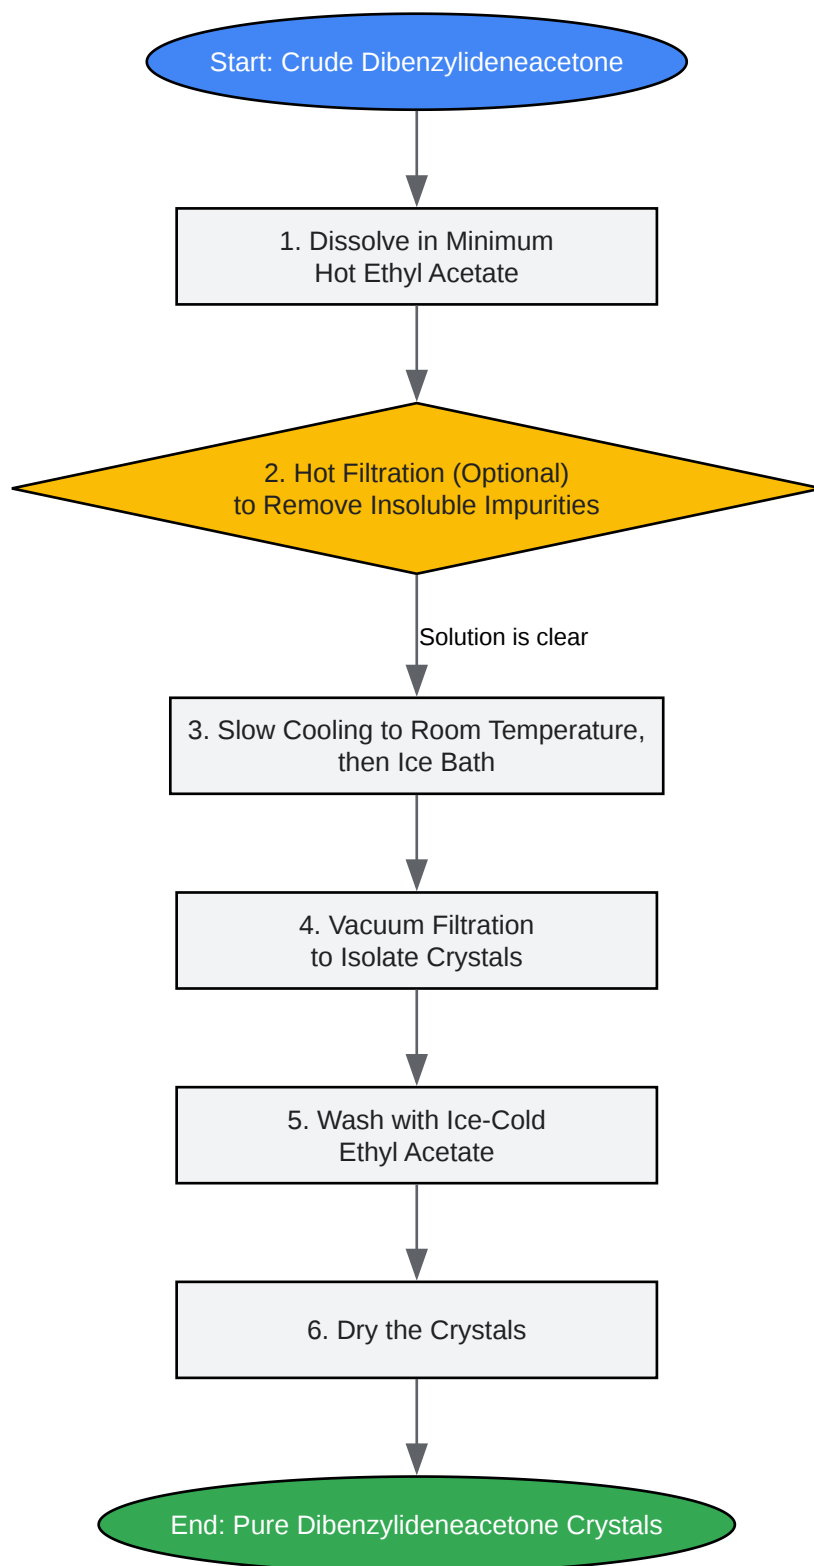 Start: Crude Dibenzylideneacetone
1. Dissolve in Minimum
Hot Ethyl Acetate
2. Hot Filtration (Optional)
to Remove Insoluble Impurities
Solution is clear
3. Slow Cooling to Room Temperature,
then Ice Bath
4. Vacuum Filtration
to Isolate Crystals
5. Wash with Ice-Cold
Ethyl Acetate
6. Dry the Crystals
End: Pure Dibenzylideneacetone Crystals